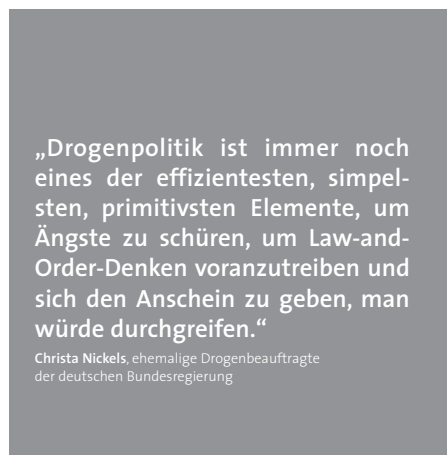 „Drogenpolitik ist immer noch
eines der effizientesten, simpel-
sten, primitivsten Elemente, um
Ängste zu schüren, um Law-and-
Order-Denken voranzutreiben und
sich den Anschein zu geben, man
würde durchgreifen.“
Christa Nickels, ehemalige Drogenbeauftragte
der deutschen Bundesregierung